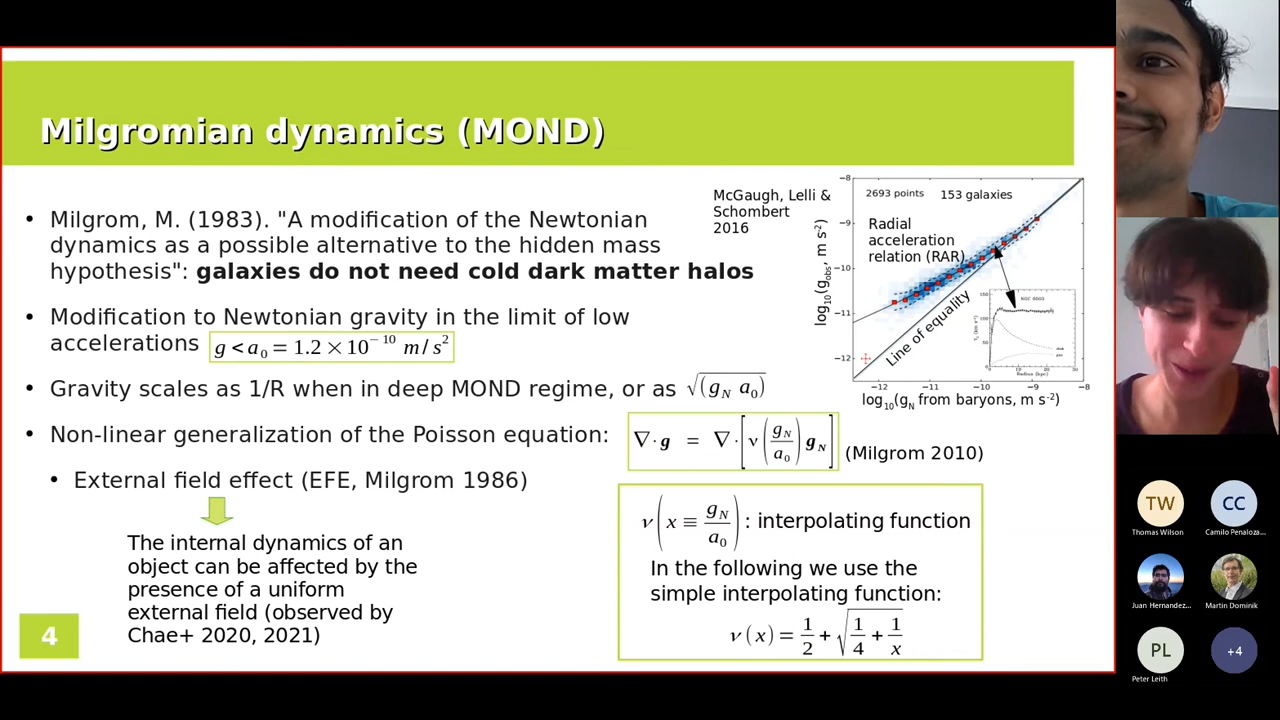 Milgromian dynamics (MOND)
• Milgrom, M. (1983). "A modification of the Newtonian
dynamics as a possible alternative to the hidden mass
hypothesis": galaxies do not need cold dark matter halos
• Modification to Newtonian gravity in the limit of low
accelerations g < a₀ = 1.2 × 10⁻¹⁰ m/s²
• Gravity scales as 1/R when in deep MOND regime, or as √(g_N a₀)
• Non-linear generalization of the Poisson equation: ∇·g = ∇·[ν(g_N/a₀) g_N] (Milgrom 2010)
• External field effect (EFE, Milgrom 1986)
The internal dynamics of an
object can be affected by the
presence of a uniform
external field (observed by
Chae+ 2020, 2021)
4
McGaugh, Lelli &
Schombert
2016
2693 points
153 galaxies
Radial
acceleration
relation (RAR)
Line of equality
log₁₀(g_obs, m s⁻²)
−8
−9
−10
−11
−12
−12 −11 −10 −9 −8
log₁₀(g_N from baryons, m s⁻²)
Radius (kpc)
ν(x ≡ g_N/a₀) : interpolating function
In the following we use the
simple interpolating function:
ν(x) = 1/2 + √(1/4 + 1/x)
TW
CC
Thomas Wilson
Camilo Penaloza...
Juan Hernandez...
Martin Dominik
PL
+4
Peter Leith